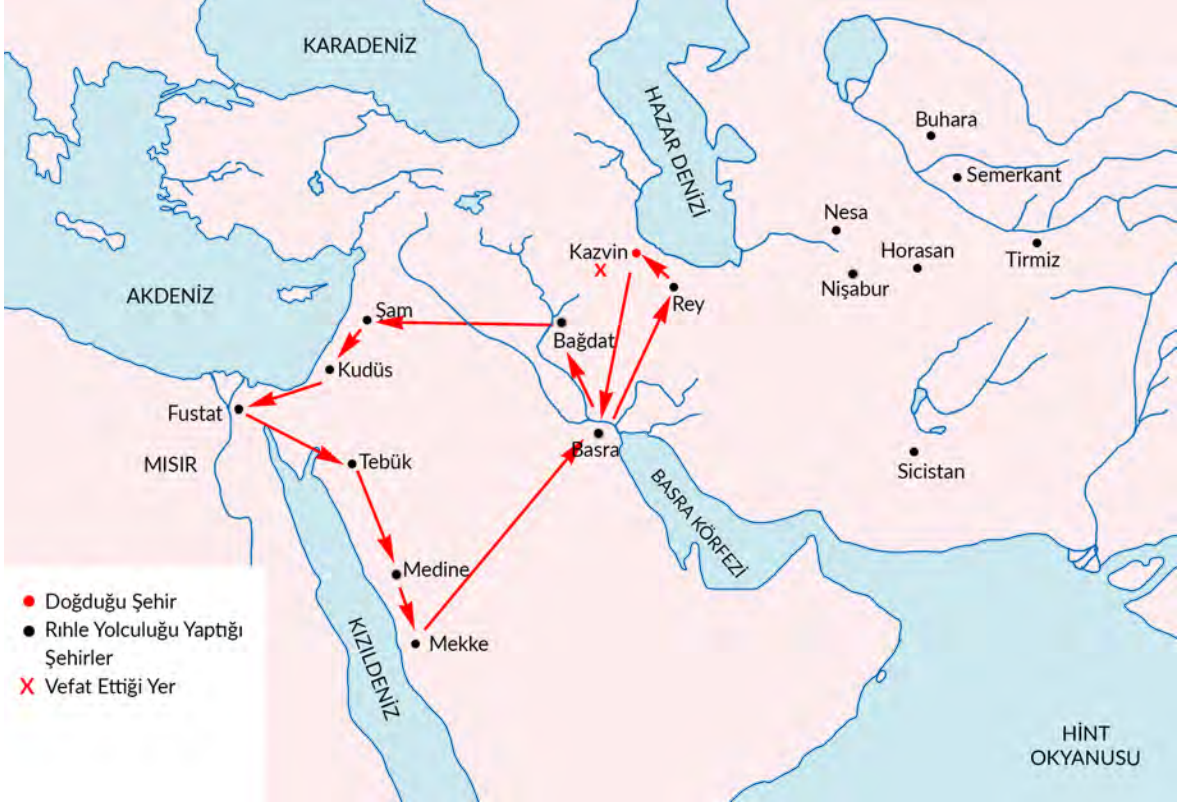 KARADENİZ
HAZAR DENİZİ
Buhara
Semerkant
Nesa
Horasan
Tirmiz
Kazvin
X
Nişabur
Rey
AKDENİZ
Şam
Bağdat
Kudüs
Fustat
Basra
Tebük
MISIR
Sicistan
BASRA KÖRFEZİ
Medine
Mekke
KIZILDENİZ
HİNT
OKYANUSU
Doğduğu Şehir
Rıhle Yolculuğu Yaptığı
Şehirler
X Vefat Ettiği Yer